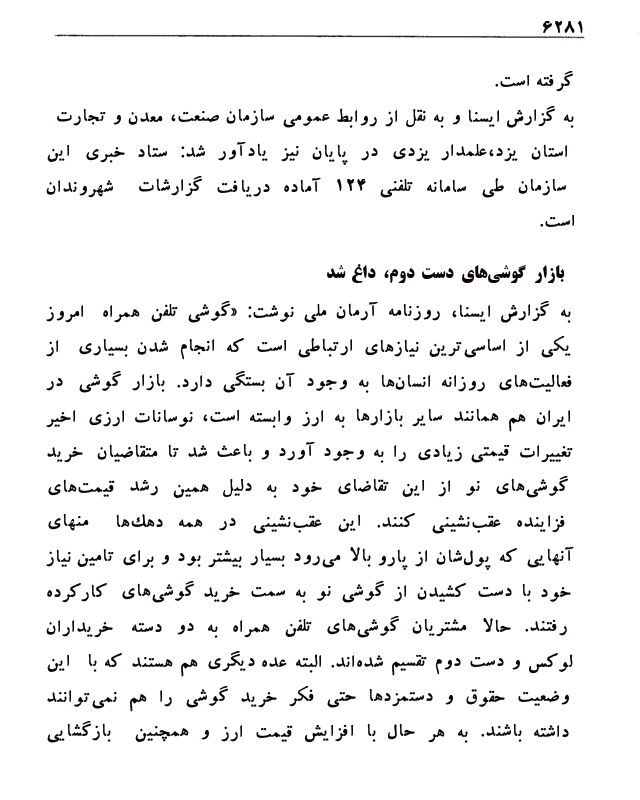 ۶۲۸۱
گرفته است.
به گزارش ایسنا و به نقل از روابط عمومی سازمان صنعت، معدن و تجارت
استان یزد،علمدار یزدی در پایان نیز یادآور شد: ستاد خبری این
سازمان طی سامانه تلفنی ۱۲۴ آماده دریافت گزارشات شهروندان
است.
بازار گوشی‌های دست دوم، داغ شد
به گزارش ایسنا، روزنامه آرمان ملی نوشت: «گوشی تلفن همراه امروز
یکی از اساسی‌ترین نیازهای ارتباطی است که انجام شدن بسیاری از
فعالیت‌های روزانه انسان‌ها به وجود آن بستگی دارد. بازار گوشی در
ایران هم همانند سایر بازارها به ارز وابسته است، نوسانات ارزی اخیر
تغییرات قیمتی زیادی را به وجود آورد و باعث شد تا متقاضیان خرید
گوشی‌های نو از این تقاضای خود به دلیل همین رشد قیمت‌های
فزاینده عقب‌نشینی کنند. این عقب‌نشینی در همه دهك‌ها منهای
آنهایی که پول‌شان از پارو بالا می‌رود بسیار بیشتر بود و برای تامین نیاز
خود با دست کشیدن از گوشی نو به سمت خرید گوشی‌های کارکرده
رفتند. حالا مشتریان گوشی‌های تلفن همراه به دو دسته خریداران
لوکس و دست دوم تقسیم شده‌اند. البته عده دیگری هم هستند که با این
وضعیت حقوق و دستمزدها حتی فکر خرید گوشی را هم نمی‌توانند
داشته باشند. به هر حال با افزایش قیمت ارز و همچنین بازگشایی